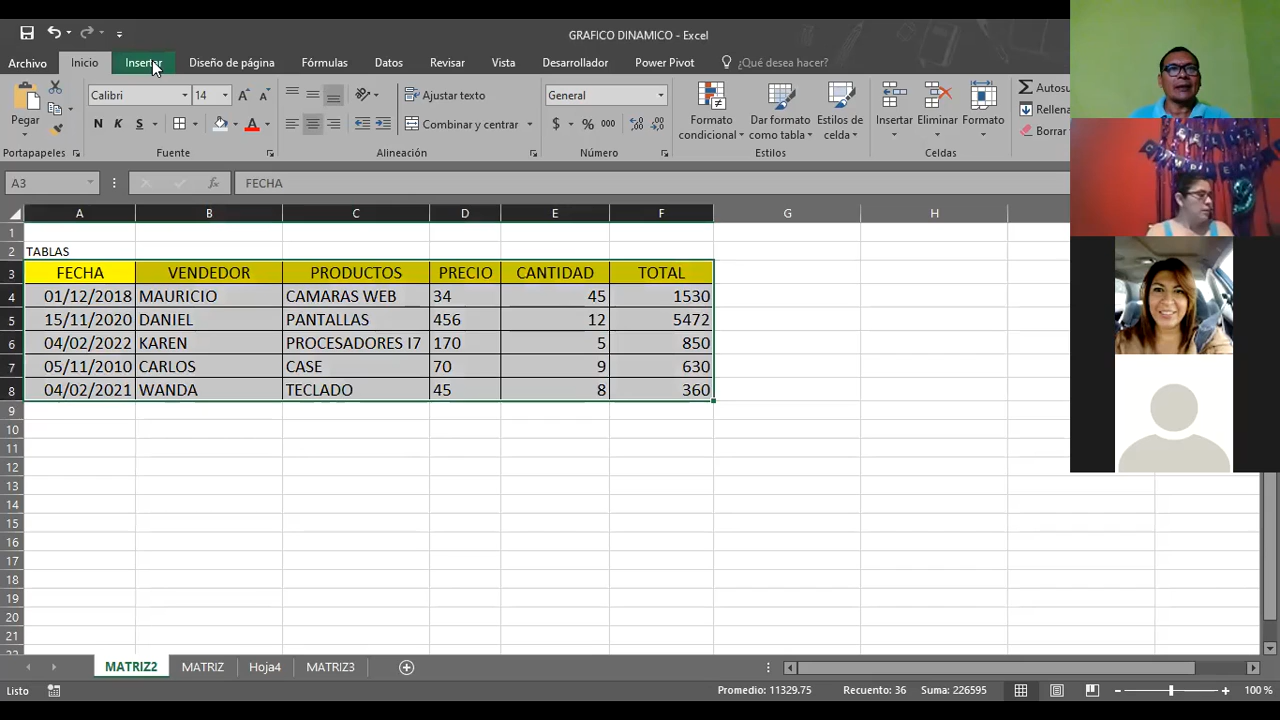 GRAFICO DINAMICO - Excel
Archivo Inicio Insertar Diseño de página Fórmulas Datos Revisar Vista Desarrollador Power Pivot ¿Qué desea hacer?
Pegar
Portapapeles
Calibri 14
N K S
Fuente
Ajustar texto
Combinar y centrar
Alineación
General
$ % 000
Número
Formato condicional
Dar formato como tabla
Estilos de celda
Estilos
Insertar Eliminar Formato
Celdas
Autosu
Rellena
Borrar
A3 fx FECHA
A B C D E F G H
1
2 TABLAS
3 FECHA VENDEDOR PRODUCTOS PRECIO CANTIDAD TOTAL
4 01/12/2018 MAURICIO CAMARAS WEB 34 45 1530
5 15/11/2020 DANIEL PANTALLAS 456 12 5472
6 04/02/2022 KAREN PROCESADORES I7 170 5 850
7 05/11/2010 CARLOS CASE 70 9 630
8 04/02/2021 WANDA TECLADO 45 8 360
9
10
11
12
13
14
15
16
17
18
19
20
21
MATRIZ2 MATRIZ Hoja4 MATRIZ3
Listo Promedio: 11329.75 Recuento: 36 Suma: 226595 100 %